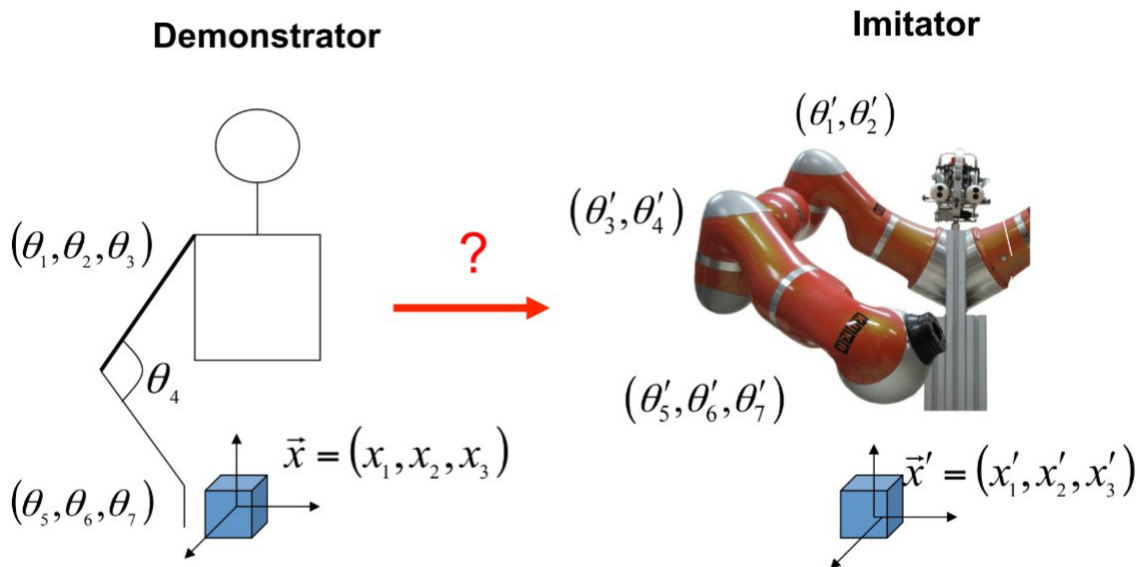 Demonstrator
Imitator
(θ₁,θ₂,θ₃)
θ₄
(θ₅,θ₆,θ₇)
x⃗ = (x₁,x₂,x₃)
?
(θ′₁,θ′₂)
(θ′₃,θ′₄)
(θ′₅,θ′₆,θ′₇)
x⃗′ = (x′₁,x′₂,x′₃)